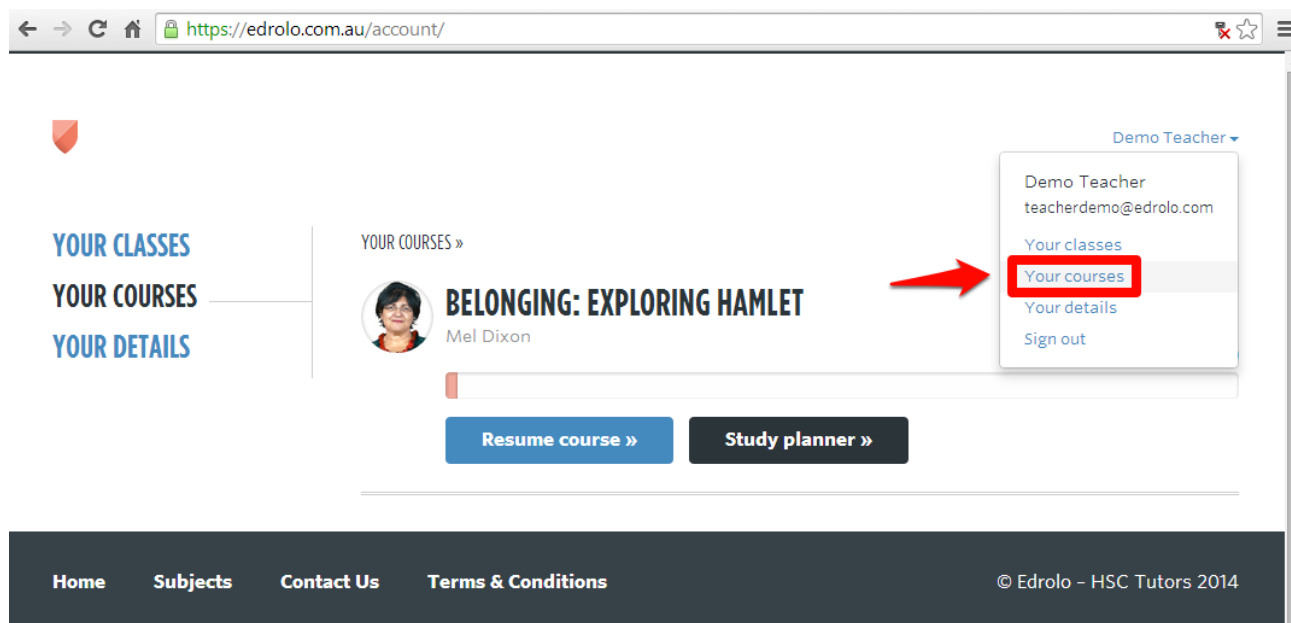 https://edrolo.com.au/account/
Demo Teacher
Demo Teacher
teacherdemo@edrolo.com
Your classes
Your courses
Your details
Sign out
YOUR CLASSES
YOUR COURSES
YOUR DETAILS
YOUR COURSES »
BELONGING: EXPLORING HAMLET
Mel Dixon
Resume course »
Study planner »
Home Subjects Contact Us Terms & Conditions
© Edrolo – HSC Tutors 2014